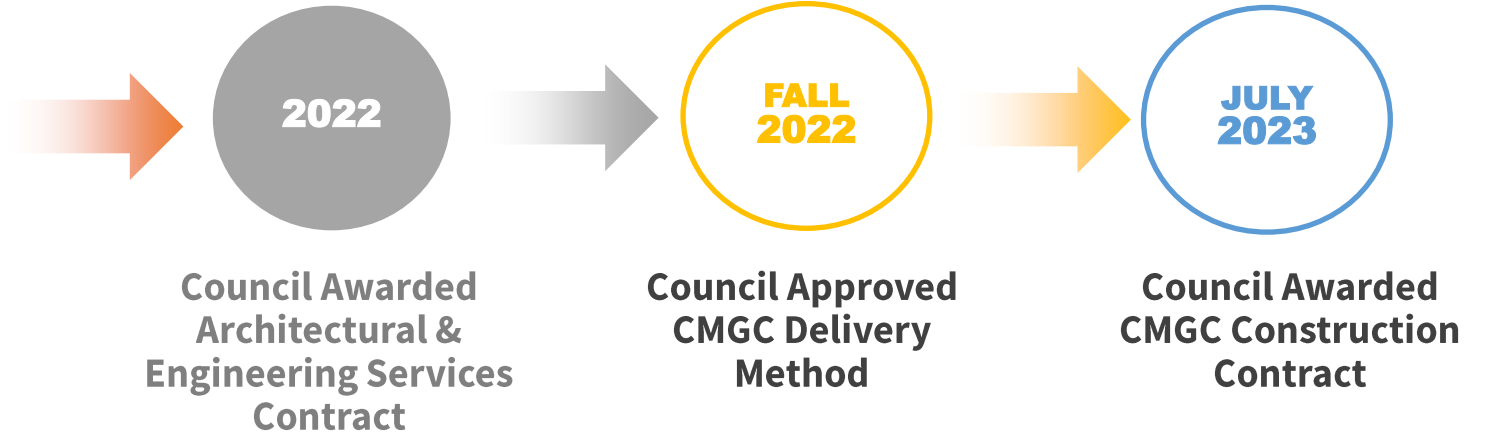 2022
Council Awarded
Architectural &
Engineering Services
Contract
FALL
2022
Council Approved
CMGC Delivery
Method
JULY
2023
Council Awarded
CMGC Construction
Contract